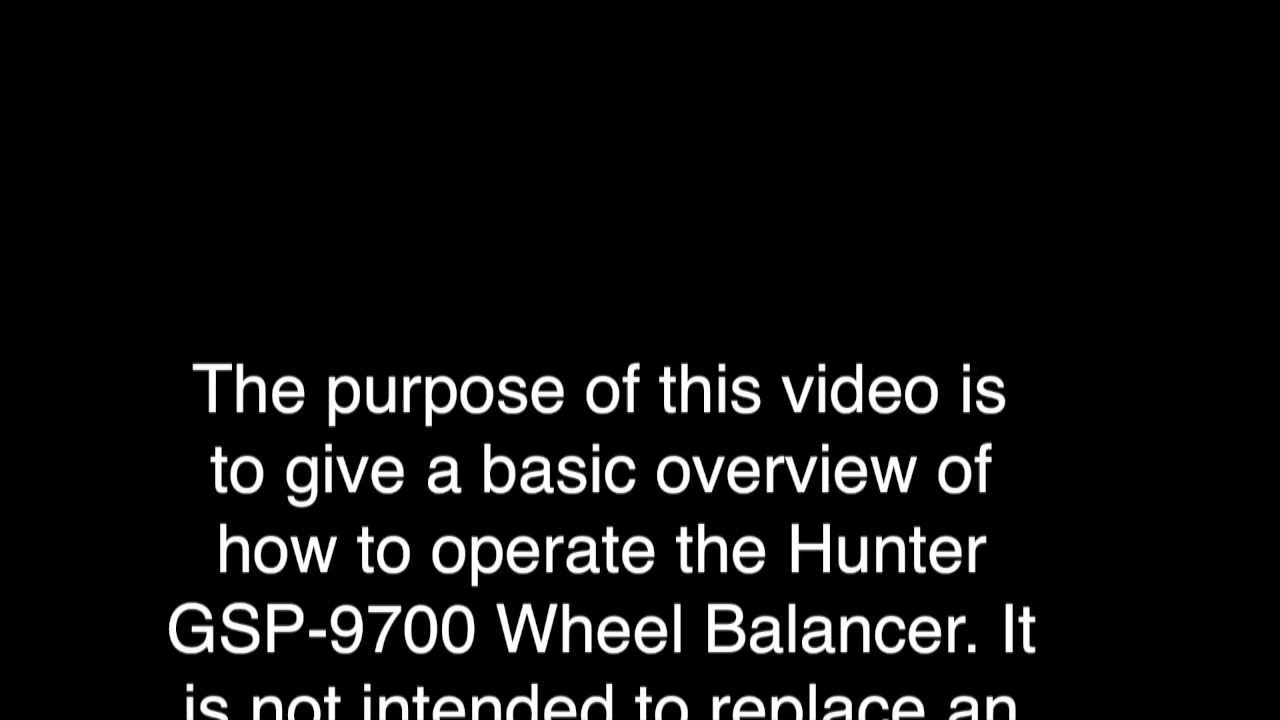 The purpose of this video is
to give a basic overview of
how to operate the Hunter
GSP-9700 Wheel Balancer. It
is not intended to replace an